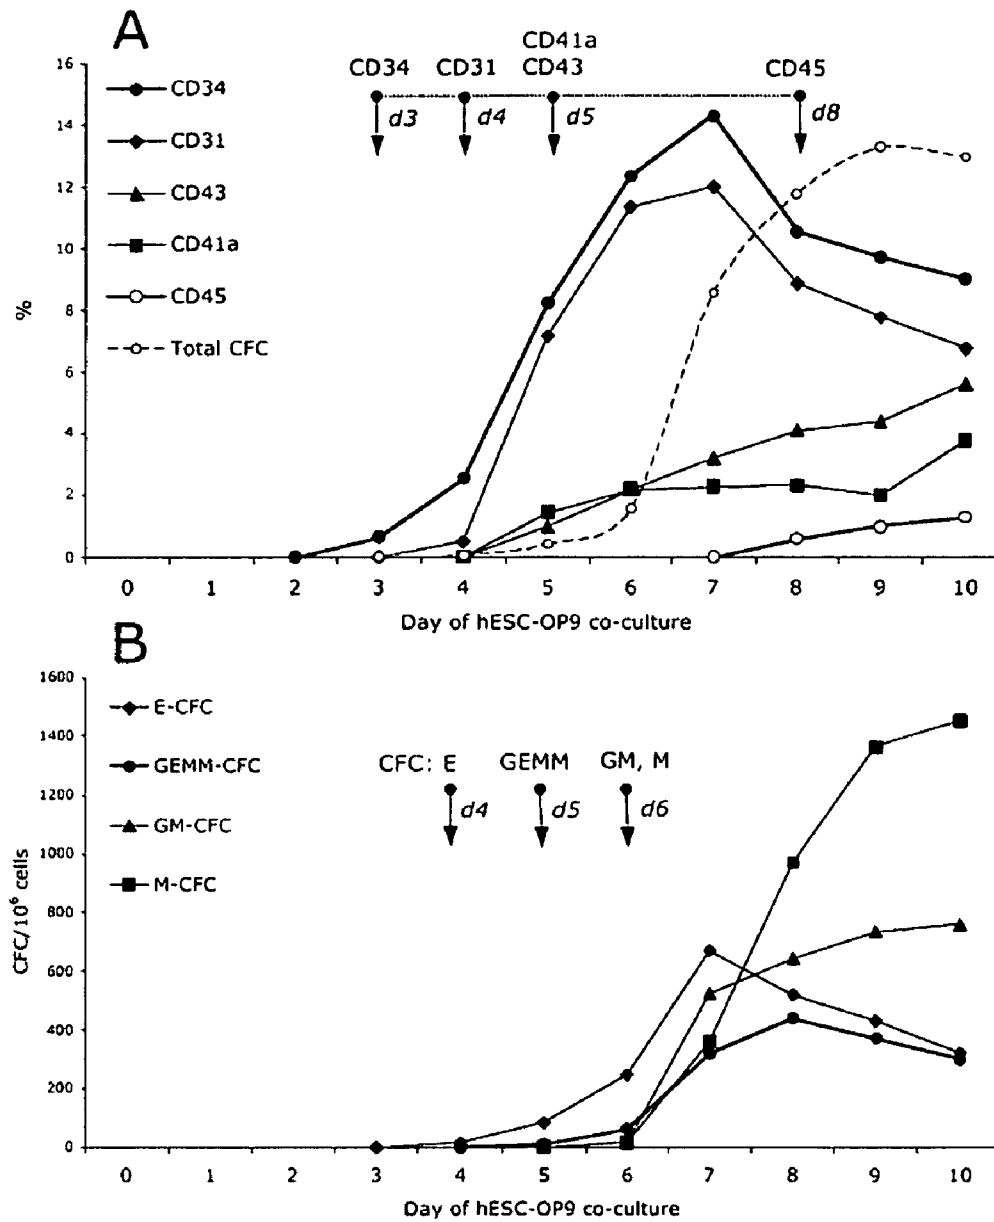 A
CD41a
CD34 CD31 CD43 CD45
d3 d4 d5 d8
CD34
CD31
CD43
CD41a
CD45
Total CFC
%
16
14
12
10
8
6
4
2
0
0 1 2 3 4 5 6 7 8 9 10
Day of hESC-OP9 co-culture
B
E-CFC
GEMM-CFC
GM-CFC
M-CFC
CFC: E GEMM GM, M
d4 d5 d6
CFC/10⁶ cells
1600
1400
1200
1000
800
600
400
200
0
0 1 2 3 4 5 6 7 8 9 10
Day of hESC-OP9 co-culture